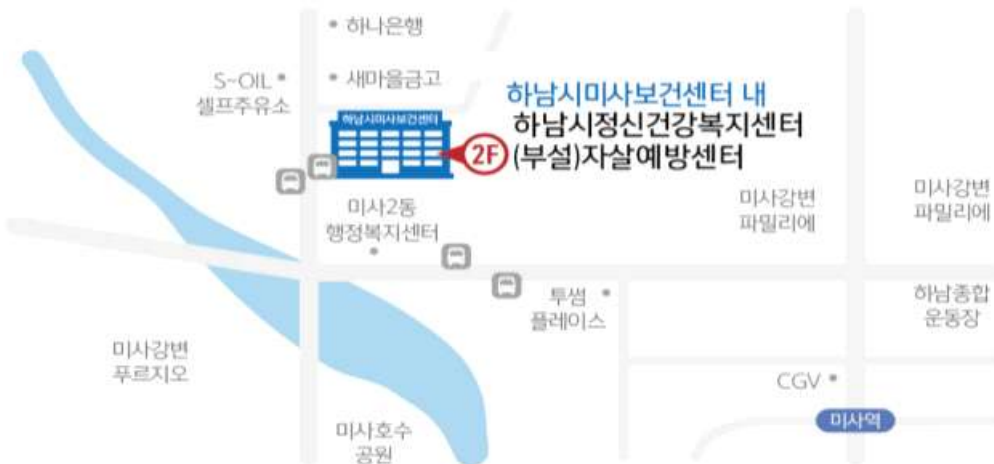 하나은행
S-OIL
셀프주유소
새마을금고
하남시미사보건센터
하남시미사보건센터 내
하남시정신건강복지센터
2F
(부설)자살예방센터
미사2동
행정복지센터
미사강변
파밀리에
미사강변
파밀리에
투썸
플레이스
하남종합
운동장
미사강변
푸르지오
CGV
미사역
미사호수
공원